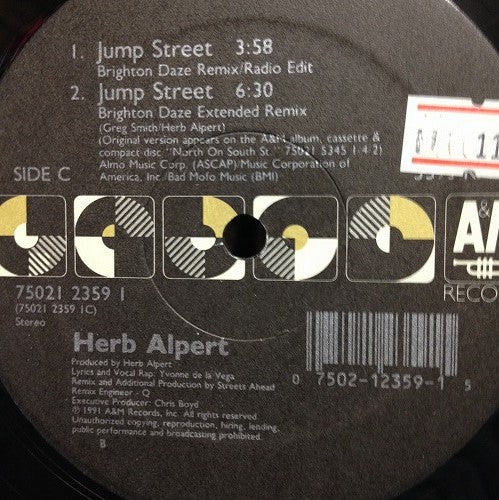 1. Jump Street 3:58
Brighton Daze Remix/Radio Edit
2. Jump Street 6:30
Brighton Daze Extended Remix
(Greg Smith/Herb Alpert)
(Original version appears on the A&M album, cassette &
compact disc "North On South St." 75021 5345 1/4/2)
Almo Music Corp. (ASCAP)/Music Corporation of
America, Inc./Bad Mofo Music (BMI)
SIDE C
A&M
RECO
75021 2359 1
(75021 2359 1C)
Stereo
Herb Alpert
Produced by Herb Alpert
Lyrics and Vocal Rap: Yvonne de la Vega
Remix and Additional Production by Streets Ahead
Remix Engineer - Q
Executive Producer: Chris Boyd
℗ 1991 A&M Records, Inc. All rights reserved.
Unauthorized copying, reproduction, hiring, lending,
public performance and broadcasting prohibited.
B
0 7502-12359-1 5